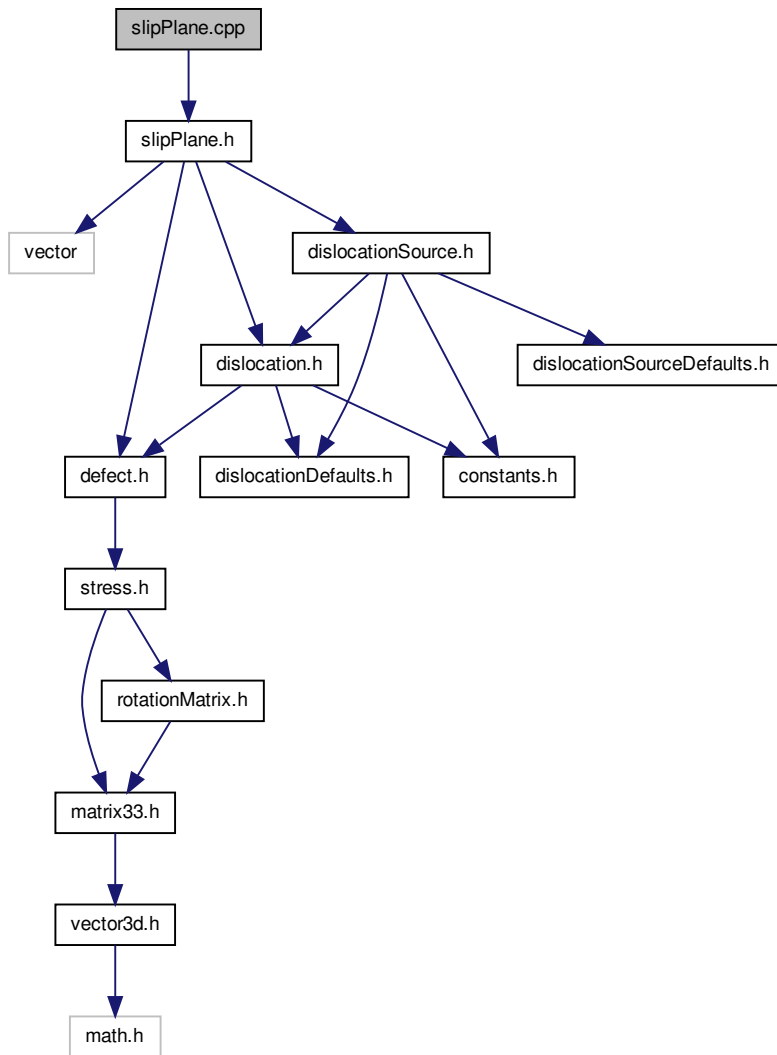 slipPlane.cpp
slipPlane.h
vector
dislocationSource.h
dislocation.h
dislocationSourceDefaults.h
defect.h
dislocationDefaults.h
constants.h
stress.h
rotationMatrix.h
matrix33.h
vector3d.h
math.h